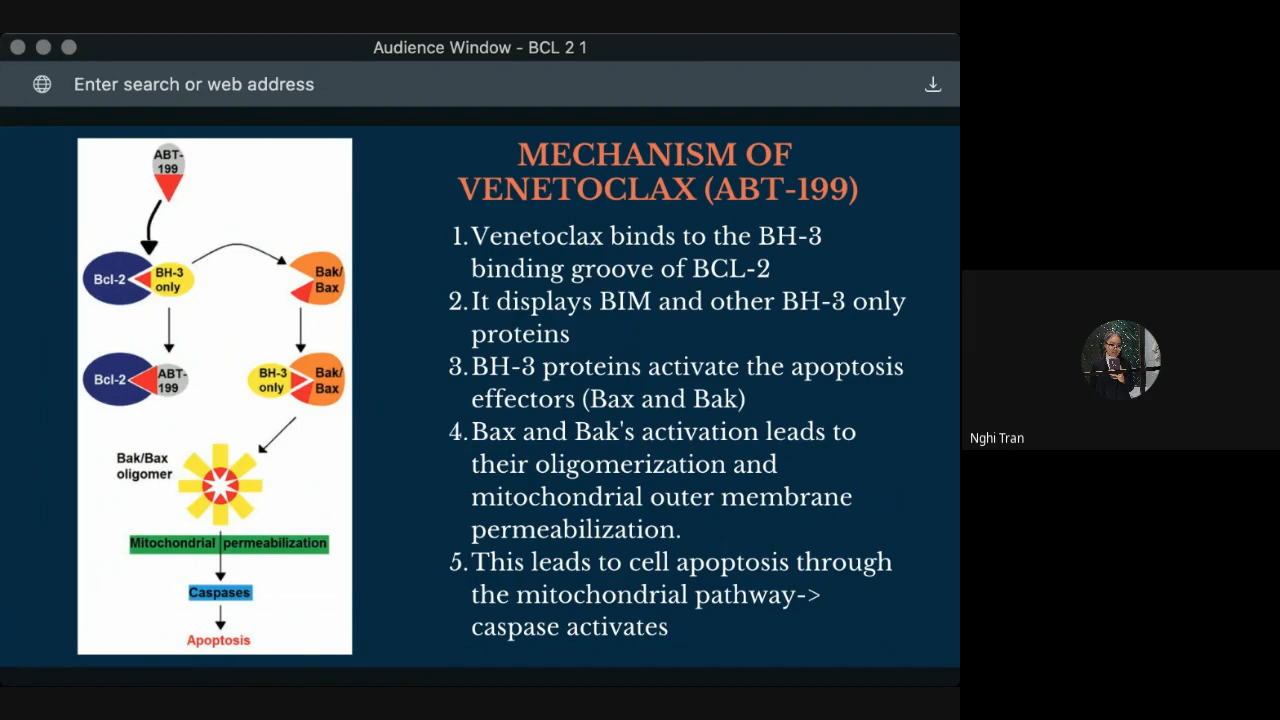 Audience Window - BCL 2 1
Enter search or web address
MECHANISM OF
VENETOCLAX (ABT-199)
1. Venetoclax binds to the BH-3
binding groove of BCL-2
2. It displays BIM and other BH-3 only
proteins
3. BH-3 proteins activate the apoptosis
effectors (Bax and Bak)
4. Bax and Bak's activation leads to
their oligomerization and
mitochondrial outer membrane
permeabilization.
5. This leads to cell apoptosis through
the mitochondrial pathway->
caspase activates
ABT-
199
Bcl-2
BH-3
only
Bak/
Bax
Bcl-2
ABT-
199
BH-3
only
Bak/
Bax
Bak/Bax
oligomer
Mitochondrial permeabilization
Caspases
Apoptosis
Nghi Tran